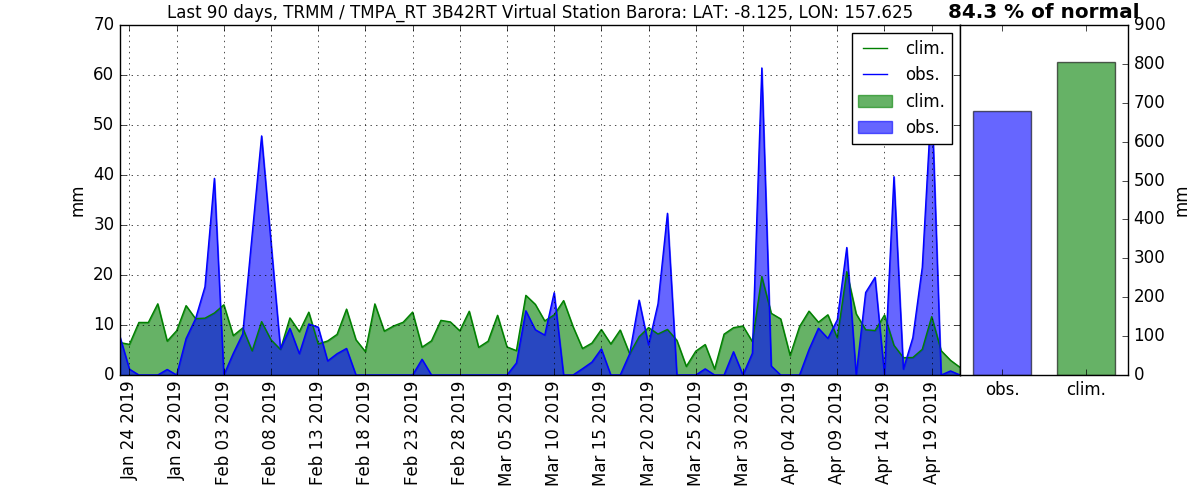 Last 90 days, TRMM / TMPA_RT 3B42RT Virtual Station Barora: LAT: -8.125, LON: 157.625
84.3 % of normal
mm
70
60
50
40
30
20
10
0
clim.
obs.
clim.
obs.
Jan 24 2019
Jan 29 2019
Feb 03 2019
Feb 08 2019
Feb 13 2019
Feb 18 2019
Feb 23 2019
Feb 28 2019
Mar 05 2019
Mar 10 2019
Mar 15 2019
Mar 20 2019
Mar 25 2019
Mar 30 2019
Apr 04 2019
Apr 09 2019
Apr 14 2019
Apr 19 2019
900
800
700
600
500
400
300
200
100
0
mm
obs.
clim.